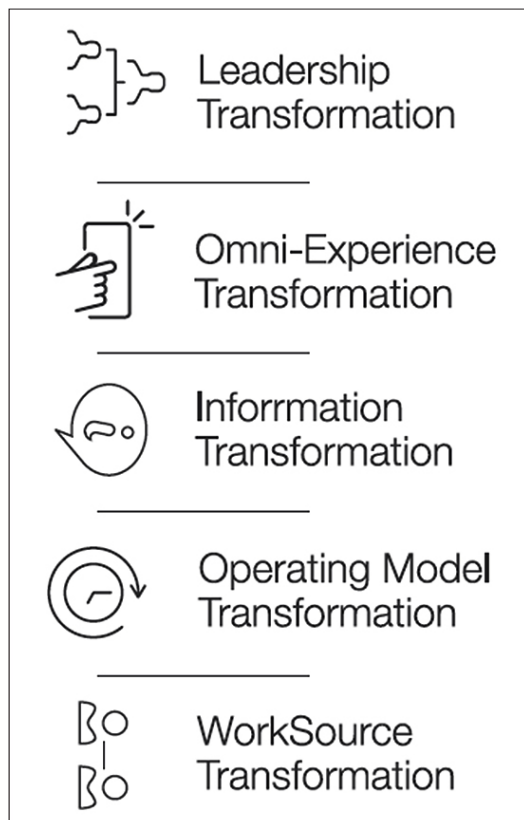 Leadership
Transformation
Omni-Experience
Transformation
Inforrmation
Transformation
Operating Model
Transformation
WorkSource
Transformation